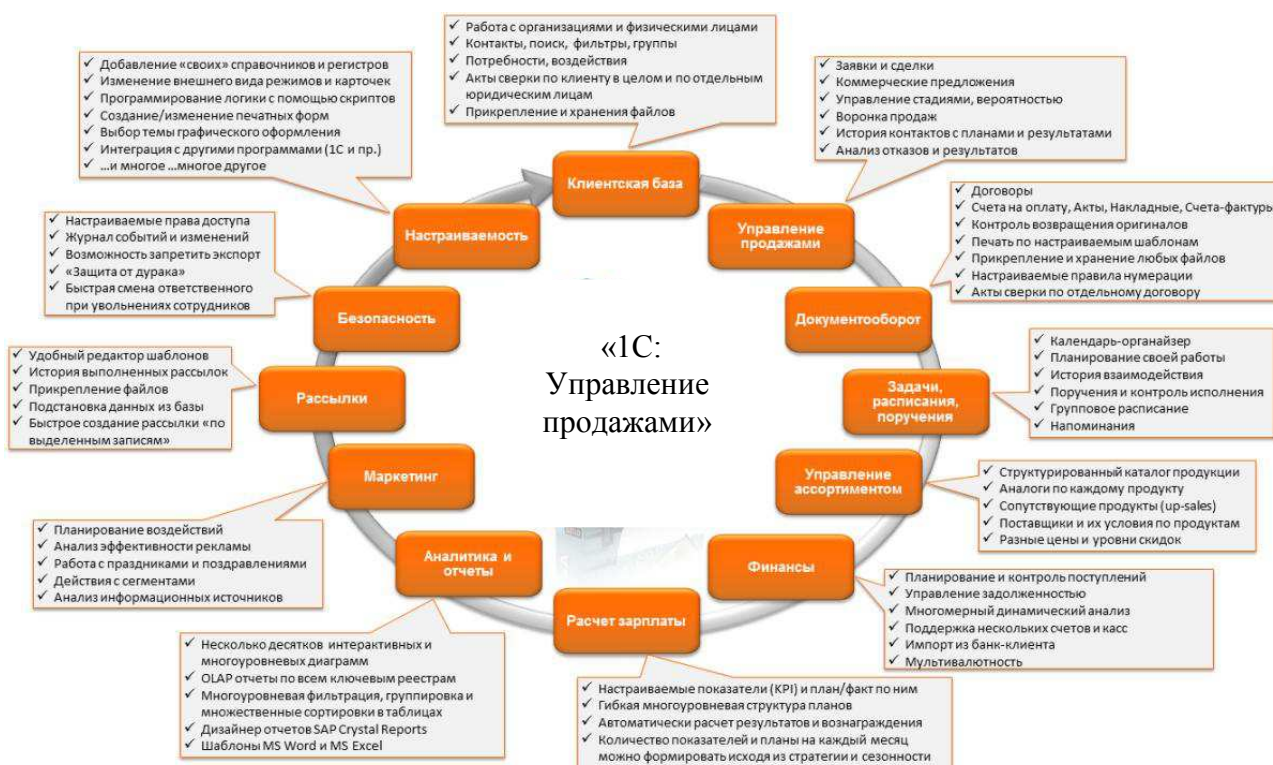 ✓ Работа с организациями и физическими лицами
✓ Контакты, поиск, фильтры, группы
✓ Потребности, воздействия
✓ Акты сверки по клиенту в целом и по отдельным
юридическим лицам
✓ Прикрепление и хранения файлов
Клиентская база
✓ Заявки и сделки
✓ Коммерческие предложения
✓ Управление стадиями, вероятностью
✓ Воронка продаж
✓ История контактов с планами и результатами
✓ Анализ отказов и результатов
Управление
продажами
✓ Договоры
✓ Счета на оплату, Акты, Накладные, Счета-фактуры
✓ Контроль возвращения оригиналов
✓ Печать по настраиваемым шаблонам
✓ Прикрепление и хранение любых файлов
✓ Настраиваемые правила нумерации
✓ Акты сверки по отдельному договору
Документооборот
✓ Календарь-органайзер
✓ Планирование своей работы
✓ История взаимодействия
✓ Поручения и контроль исполнения
✓ Групповое расписание
✓ Напоминания
Задачи,
расписания,
поручения
✓ Структурированный каталог продукции
✓ Аналоги по каждому продукту
✓ Сопутствующие продукты (up-sales)
✓ Поставщики и их условия по продуктам
✓ Разные цены и уровни скидок
Управление
ассортиментом
✓ Планирование и контроль поступлений
✓ Управление задолженностью
✓ Многомерный динамический анализ
✓ Поддержка нескольких счетов и касс
✓ Импорт из банк-клиента
✓ Мультивалютность
Финансы
✓ Настраиваемые показатели (KPI) и план/факт по ним
✓ Гибкая многоуровневая структура планов
✓ Автоматически расчет результатов и вознаграждения
✓ Количество показателей и планы на каждый месяц
можно формировать исходя из стратегии и сезонности
Расчет зарплаты
✓ Несколько десятков интерактивных и
многоуровневых диаграмм
✓ OLAP отчеты по всем ключевым реестрам
✓ Многоуровневая фильтрация, группировка и
множественные сортировки в таблицах
✓ Дизайнер отчетов SAP Crystal Reports
✓ Шаблоны MS Word и MS Excel
Аналитика и
отчеты
✓ Планирование воздействий
✓ Анализ эффективности рекламы
✓ Работа с праздниками и поздравлениями
✓ Действия с сегментами
✓ Анализ информационных источников
Маркетинг
✓ Удобный редактор шаблонов
✓ История выполненных рассылок
✓ Прикрепление файлов
✓ Подстановка данных из базы
✓ Быстрое создание рассылки «по
выделенным записям»
Рассылки
✓ Настраиваемые права доступа
✓ Журнал событий и изменений
✓ Возможность запретить экспорт
✓ «Защита от дурака»
✓ Быстрая смена ответственного
при увольнениях сотрудников
Безопасность
✓ Добавление «своих» справочников и регистров
✓ Изменение внешнего вида режимов и карточек
✓ Программирование логики с помощью скриптов
✓ Создание/изменение печатных форм
✓ Выбор темы графического оформления
✓ Интеграция с другими программами (1С и пр.)
✓ ...и многое ...многое другое
Настраиваемость
«1С:
Управление
продажами»